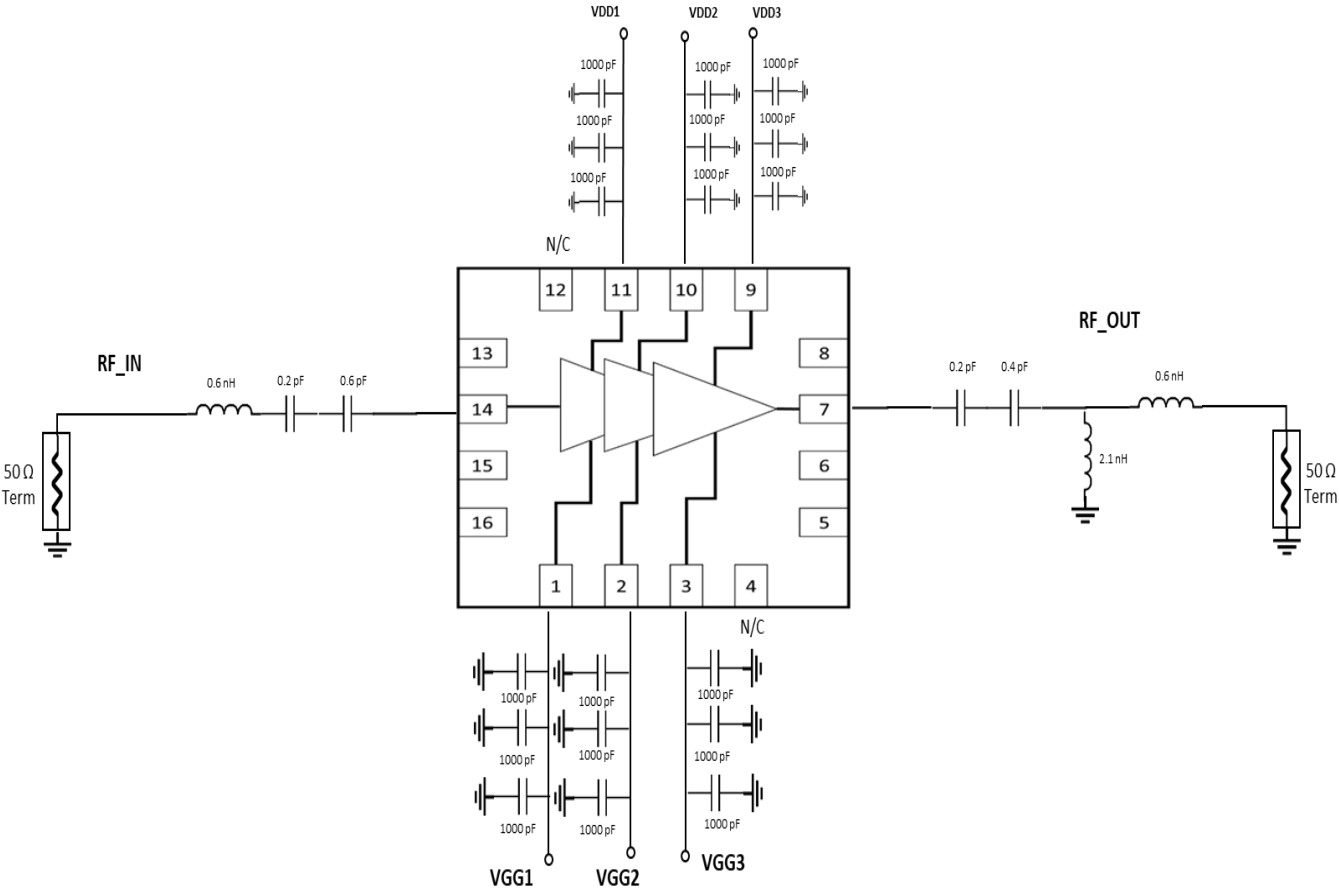 VDD1 VDD2 VDD3
1000 pF 1000 pF 1000 pF
1000 pF 1000 pF 1000 pF
1000 pF 1000 pF 1000 pF
N/C
12 11 10 9
RF_OUT
13 8
RF_IN
0.2 pF 0.4 pF 0.6 nH
0.6 nH 0.2 pF 0.6 pF
14 7
2.1 nH
15 6
50 Ω
Term
50 Ω
Term
16 5
1 2 3 4
N/C
1000 pF 1000 pF 1000 pF
1000 pF 1000 pF 1000 pF
1000 pF 1000 pF 1000 pF
VGG1 VGG2 VGG3